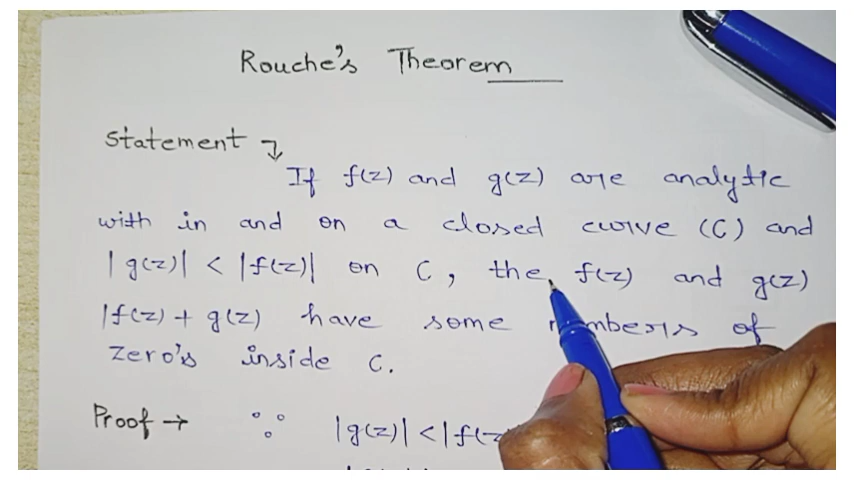 Rouche's Theorem
Statement
If f(z) and g(z) are analytic
with in and on a closed curve (C) and
|g(z)| < |f(z)| on C, the f(z) and g(z)
|f(z) + g(z) have some numbers of
zero's inside C.
Proof → ∵ |g(z)| < |f(z